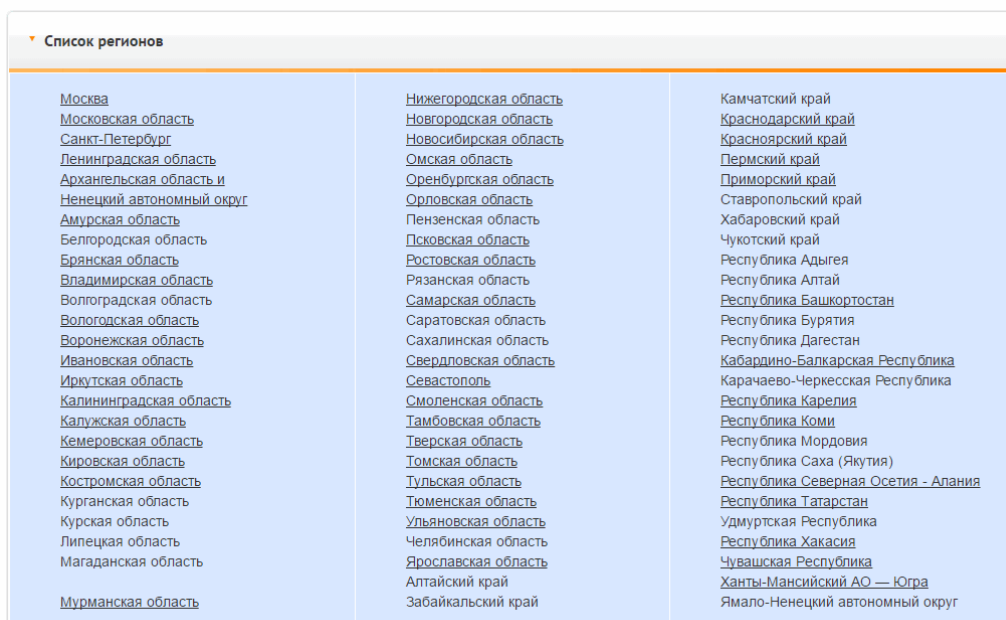 Список регионов
Москва
Московская область
Санкт-Петербург
Ленинградская область
Архангельская область и
Ненецкий автономный округ
Амурская область
Белгородская область
Брянская область
Владимирская область
Волгоградская область
Вологодская область
Воронежская область
Ивановская область
Иркутская область
Калининградская область
Калужская область
Кемеровская область
Кировская область
Костромская область
Курганская область
Курская область
Липецкая область
Магаданская область
Мурманская область
Нижегородская область
Новгородская область
Новосибирская область
Омская область
Оренбургская область
Орловская область
Пензенская область
Псковская область
Ростовская область
Рязанская область
Самарская область
Саратовская область
Сахалинская область
Свердловская область
Севастополь
Смоленская область
Тамбовская область
Тверская область
Томская область
Тульская область
Тюменская область
Ульяновская область
Челябинская область
Ярославская область
Алтайский край
Забайкальский край
Камчатский край
Краснодарский край
Красноярский край
Пермский край
Приморский край
Ставропольский край
Хабаровский край
Чукотский край
Республика Адыгея
Республика Алтай
Республика Башкортостан
Республика Бурятия
Республика Дагестан
Кабардино-Балкарская Республика
Карачаево-Черкесская Республика
Республика Карелия
Республика Коми
Республика Мордовия
Республика Саха (Якутия)
Республика Северная Осетия - Алания
Республика Татарстан
Удмуртская Республика
Республика Хакасия
Чувашская Республика
Ханты-Мансийский АО — Югра
Ямало-Ненецкий автономный округ